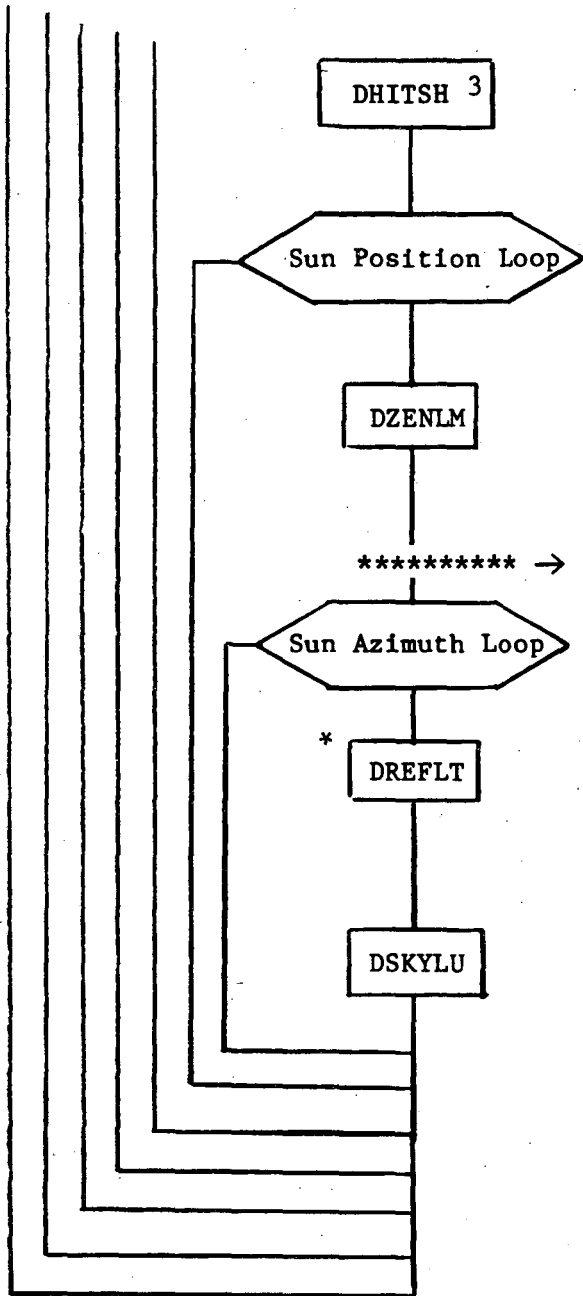 DHITSH 3
Sun Position Loop
DZENLM
********** →
Sun Azimuth Loop
*
DREFLT
DSKYLU